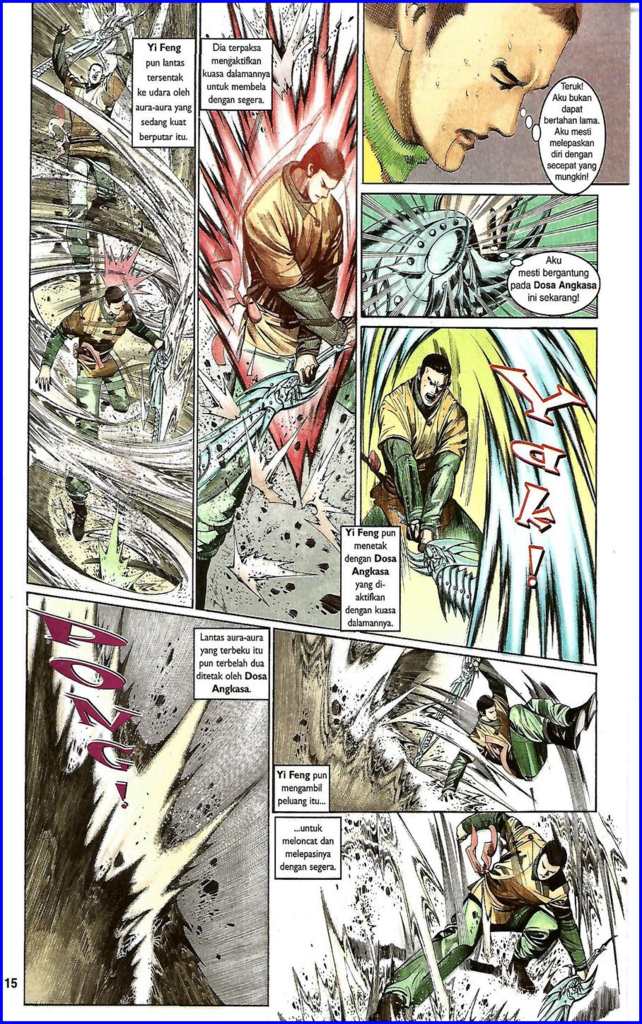 Yi Feng
pun lantas
tersentak
ke udara oleh
aura-aura yang
sedang kuat
berputar itu.
Dia terpaksa
mengaktifkan
kuasa dalamannya
untuk membela
dengan segera.
Teruk!
Aku bukan
dapat
bertahan lama.
Aku mesti
melepaskan
diri dengan
secepat yang
mungkin!
Aku
mesti bergantung
pada Dosa Angkasa
ini sekarang!
YAK!
Yi Feng pun
menetak
dengan Dosa
Angkasa
yang di-
aktifkan
dengan kuasa
dalamannya.
PONG!
Lantas aura-aura
yang terbeku itu
pun terbelah dua
ditetak oleh Dosa
Angkasa.
Yi Feng pun
mengambil
peluang itu...
...untuk
meloncat dan
melepasinya
dengan segera.
15